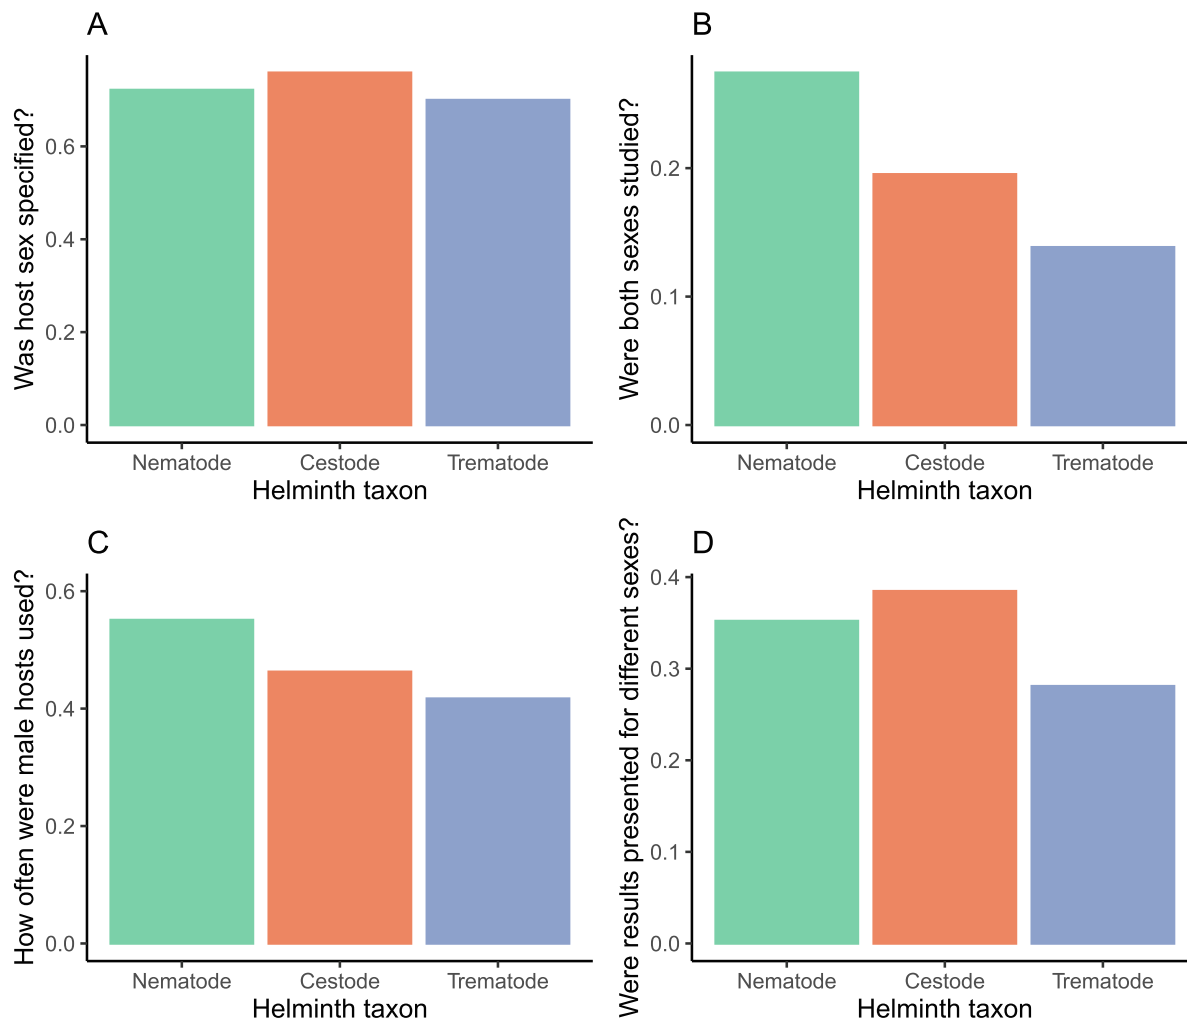 A
Was host sex specified?
0.6
0.4
0.2
0.0
Nematode Cestode Trematode
Helminth taxon
B
Were both sexes studied?
0.2
0.1
0.0
Nematode Cestode Trematode
Helminth taxon
C
How often were male hosts used?
0.6
0.4
0.2
0.0
Nematode Cestode Trematode
Helminth taxon
D
Were results presented for different sexes?
0.4
0.3
0.2
0.1
0.0
Nematode Cestode Trematode
Helminth taxon